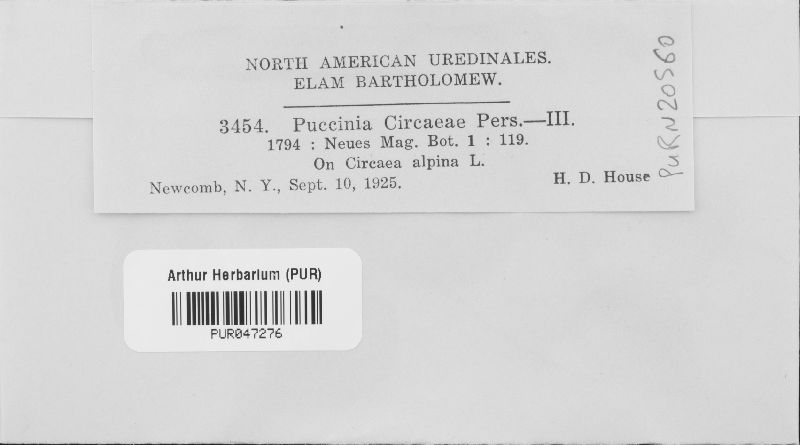 NORTH AMERICAN UREDINALES.
ELAM BARTHOLOMEW.
3454. Puccinia Circaeae Pers.—III.
1794 : Neues Mag. Bot. 1 : 119.
On Circaea alpina L.
Newcomb, N. Y., Sept. 10, 1925. H. D. House
PURN20560
Arthur Herbarium (PUR)
PUR047276